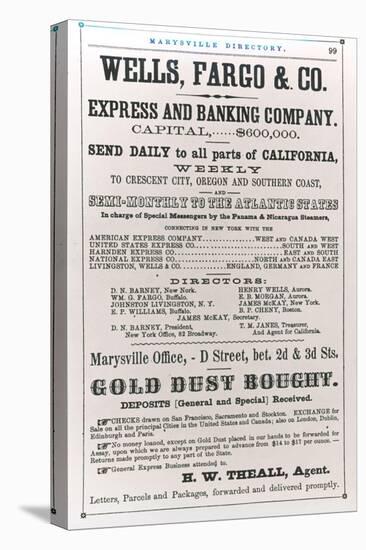 MARYSVILLE DIRECTORY. 99
WELLS, FARGO & CO.
EXPRESS AND BANKING COMPANY.
CAPITAL,......$600,000.
SEND DAILY to all parts of CALIFORNIA,
WEEKLY
TO CRESCENT CITY, OREGON AND SOUTHERN COAST,
AND
SEMI-MONTHLY TO THE ATLANTIC STATES
In charge of Special Messengers by the Panama & Nicaragua Steamers,
CONNECTING IN NEW YORK WITH THE
AMERICAN EXPRESS COMPANY..............WEST AND CANADA WEST
UNITED STATES EXPRESS CO..............SOUTH AND WEST
HARNDEN EXPRESS CO..............EAST AND SOUTH
NATIONAL EXPRESS CO..............NORTH AND CANADA EAST
LIVINGSTON, WELLS & CO..............ENGLAND, GERMANY AND FRANCE
DIRECTORS:
D. N. BARNEY, New York. HENRY WELLS, Aurora.
WM. G. FARGO, Buffalo. E. B. MORGAN, Aurora.
JOHNSTON LIVINGSTON, N. Y. JAMES McKAY, New York.
E. P. WILLIAMS, Buffalo. B. P. CHENY, Boston.
JAMES McKAY, Secretary.
D. N. BARNEY, President, T. M. JANES, Treasurer,
New York Office, 82 Broadway. And Agent for California.
Marysville Office, - D Street, bet. 2d & 3d Sts.
GOLD DUST BOUGHT.
DEPOSITS [General and Special] Received.
☞CHECKS drawn on San Francisco, Sacramento and Stockton. EXCHANGE for
Sale on all the principal Cities in the United States and Canada; also on London, Dublin,
Edinburgh and Paris.
☞No money loaned, except on Gold Dust placed in our hands to be forwarded for
Assay, upon which we are always prepared to advance from $14 to $17 per ounce. —
Returns made promptly to any part of the State.
☞General Express Business attended to.
H. W. THEALL, Agent.
Letters, Parcels and Packages, forwarded and delivered promptly.